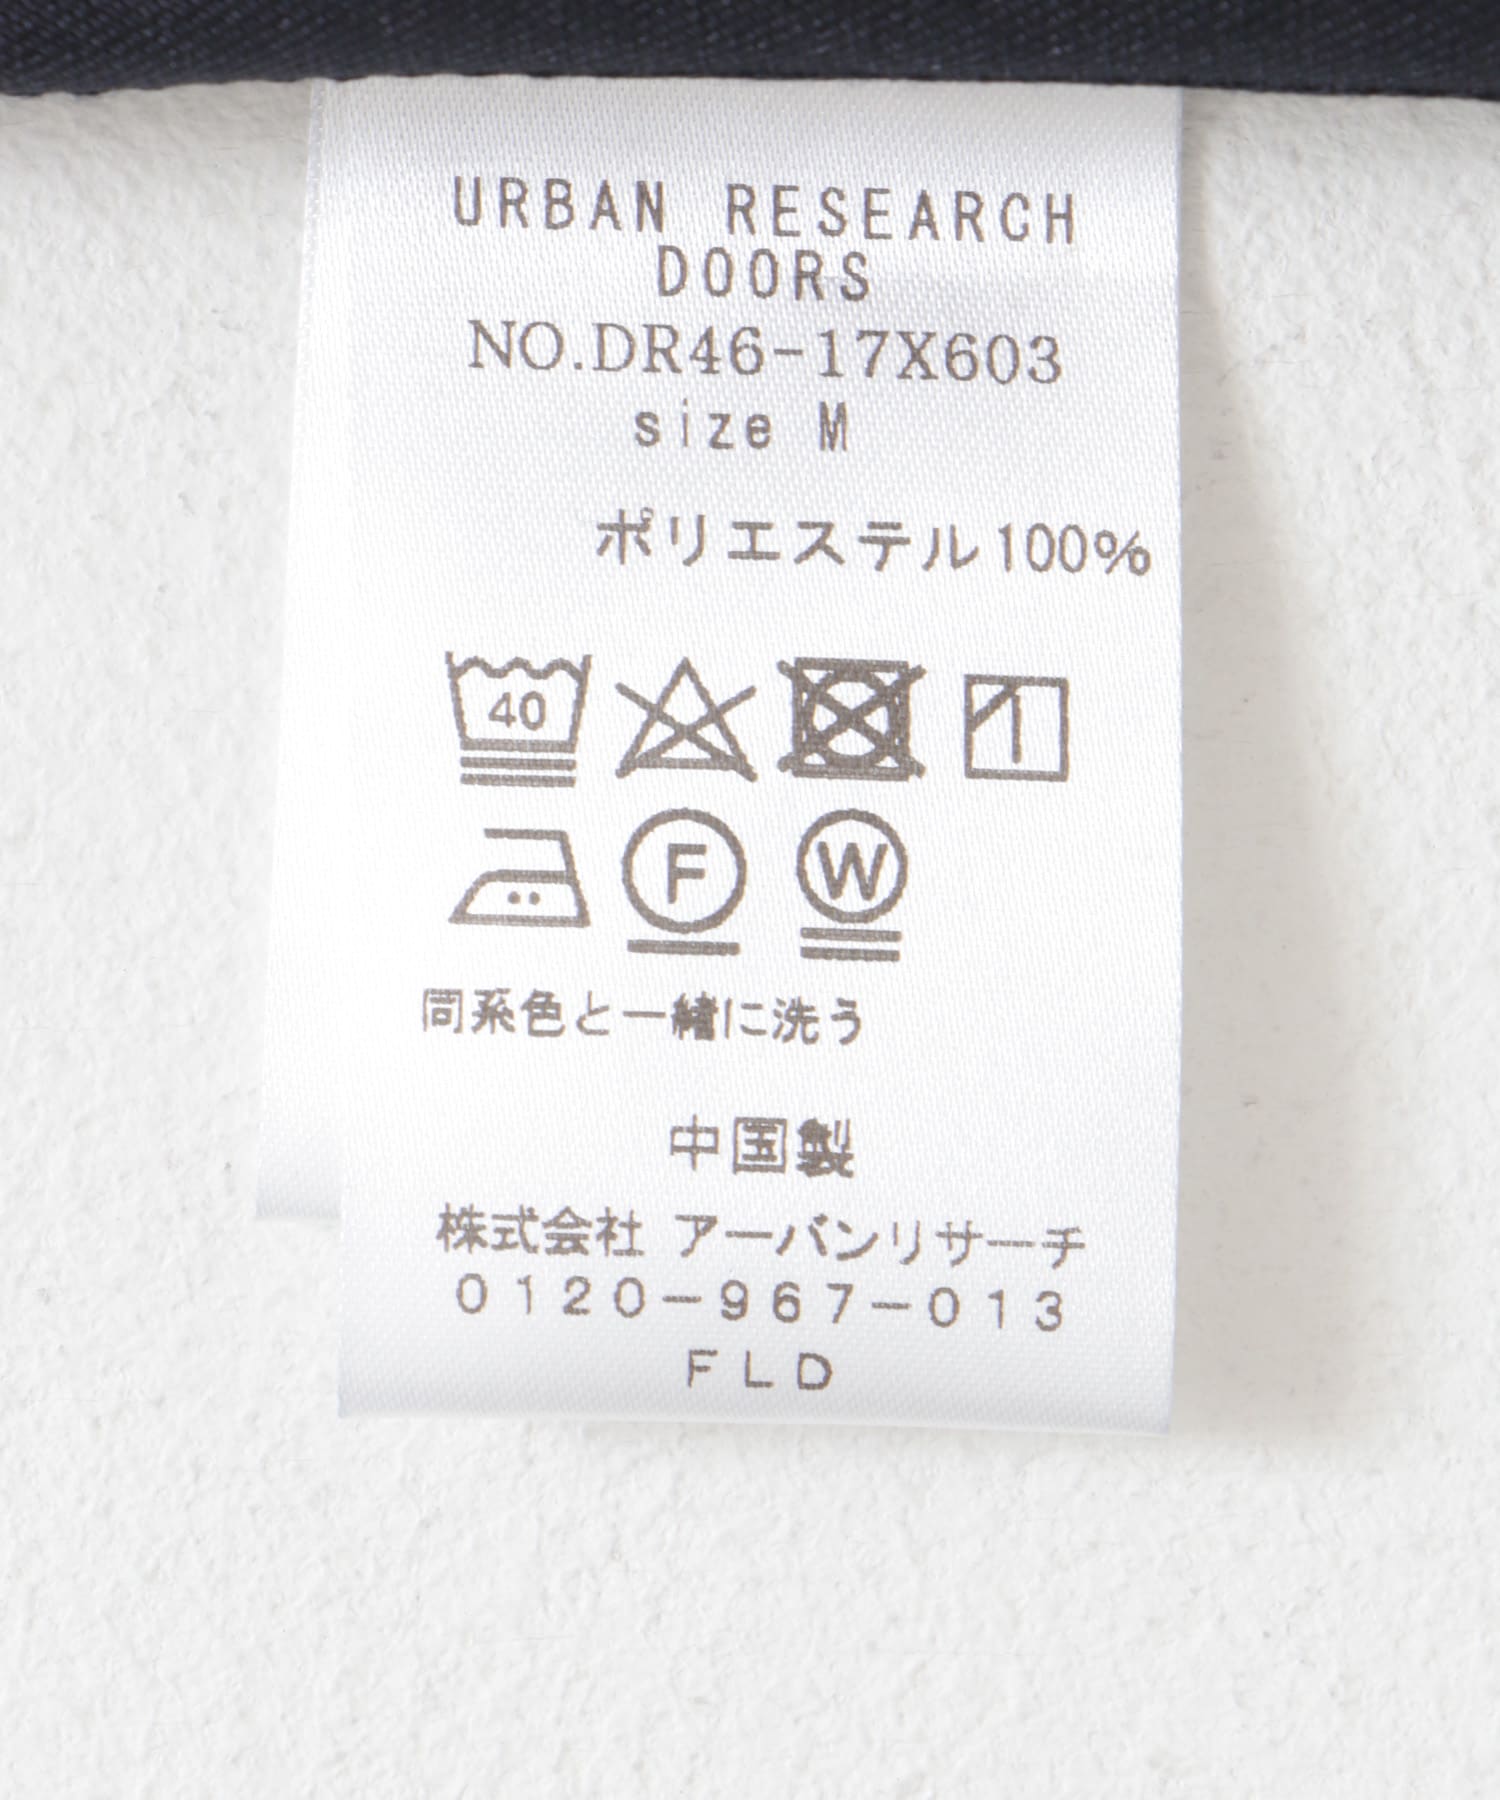 URBAN RESEARCH
DOORS
NO.DR46-17X603
size M
ポリエステル100%
40
F W
同系色と一緒に洗う
中国製
株式会社 アーバンリサーチ
0120-967-013
FLD